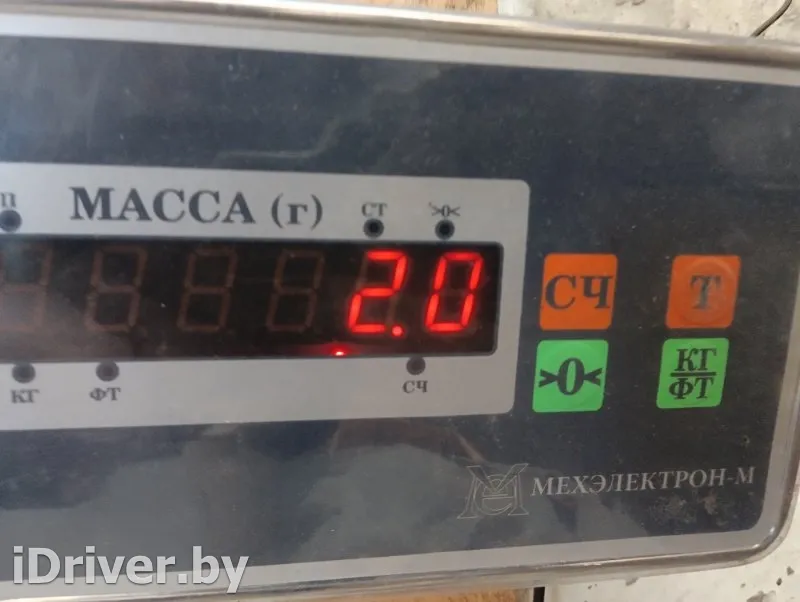 П
МАССА (г) СТ >0<
2.0
СЧ Т
КГ ФТ СЧ
>0< КГ
ФТ
МЕХЭЛЕКТРОН-М
iDriver.by